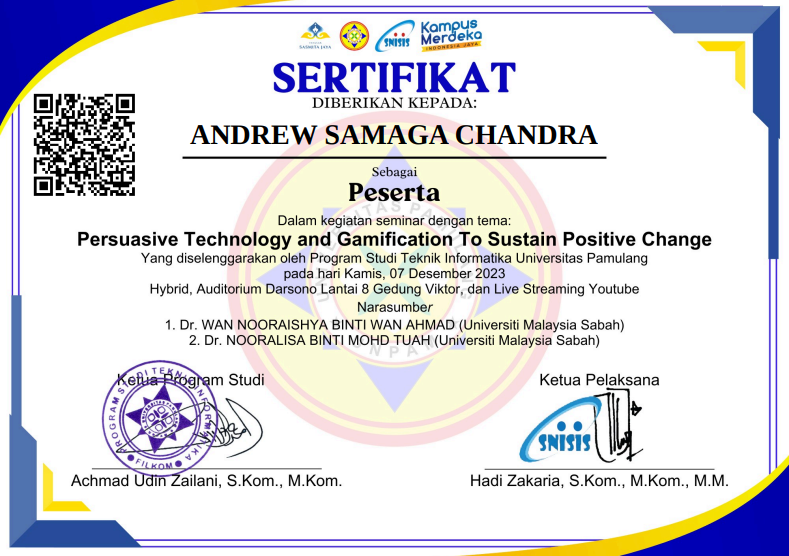 SASMITA JAYA
SNISIS
Kampus
Merdeka
INDONESIA JAYA
SERTIFIKAT
DIBERIKAN KEPADA:
ANDREW SAMAGA CHANDRA
Sebagai
Peserta
Dalam kegiatan seminar dengan tema:
Persuasive Technology and Gamification To Sustain Positive Change
Yang diselenggarakan oleh Program Studi Teknik Informatika Universitas Pamulang
pada hari Kamis, 07 Desember 2023
Hybrid, Auditorium Darsono Lantai 8 Gedung Viktor, dan Live Streaming Youtube
Narasumber
1. Dr. WAN NOORAISHYA BINTI WAN AHMAD (Universiti Malaysia Sabah)
2. Dr. NOORALISA BINTI MOHD TUAH (Universiti Malaysia Sabah)
UNIVERSITAS PAMULANG
UNPAM
Ketua Program Studi
PROGRAM STUDI TEKNIK INFORMATIKA
FILKOM
Achmad Udin Zailani, S.Kom., M.Kom.
Ketua Pelaksana
SNISIS
Hadi Zakaria, S.Kom., M.Kom., M.M.